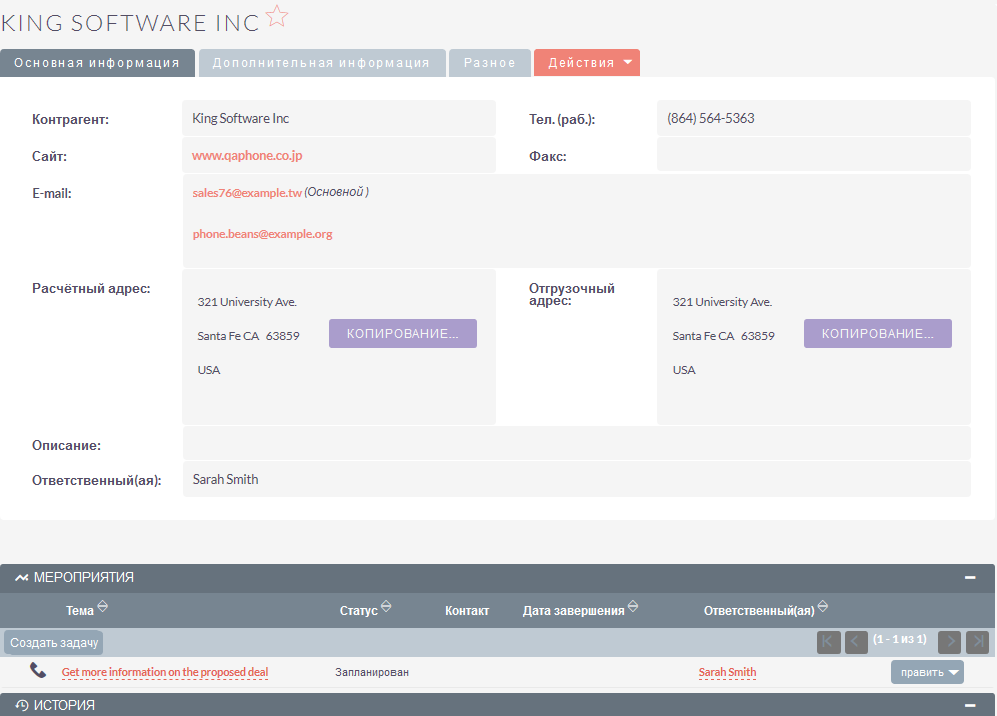 KING SOFTWARE INC
Основная информация Дополнительная информация Разное Действия
Контрагент: King Software Inc Тел. (раб.): (864) 564-5363
Сайт: www.qaphone.co.jp Факс:
E-mail: sales76@example.tw (Основной )
phone.beans@example.org
Расчётный адрес: Отгрузочный
адрес:
321 University Ave. 321 University Ave.
Santa Fe CA 63859 КОПИРОВАНИЕ... Santa Fe CA 63859 КОПИРОВАНИЕ...
USA USA
Описание:
Ответственный(ая): Sarah Smith
МЕРОПРИЯТИЯ
Тема Статус Контакт Дата завершения Ответственный(ая)
Создать задачу (1 - 1 из 1)
Get more information on the proposed deal Запланирован Sarah Smith править
ИСТОРИЯ